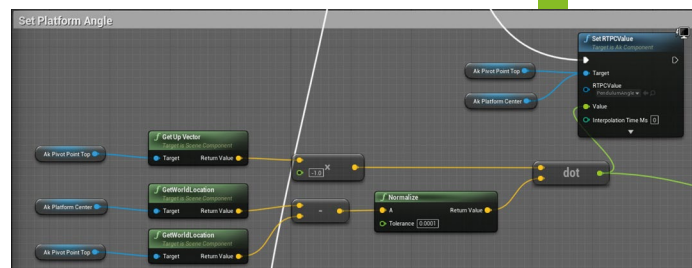 Set Platform Angle
Set RTPCValue
Target is Ak Component
Ak Pivot Point Top
Target
RTPCValue
PendulumAngle
Ak Platform Center
Value
Interpolation Time Ms 0
Get Up Vector
Target is Scene Component
Ak Pivot Point Top
Target Return Value
-1.0 ×
dot
GetWorldLocation
Target is Scene Component
Ak Platform Center
Target Return Value
-
Normalize
A Return Value
Tolerance 0.0001
GetWorldLocation
Target is Scene Component
Ak Pivot Point Top
Target Return Value